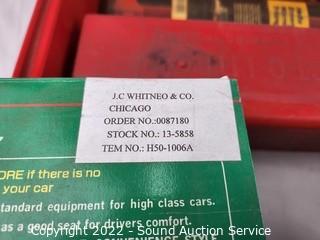 J.C WHITNEO & CO.
CHICAGO
ORDER NO.:0087180
STOCK NO.: 13-5858
TEM NO.: H50-1006A
ORE if there is no
your car
tandard equipment for high class cars.
as a good seat for drivers comfort.
CONVENIENCE STYLE
Copyright 2022 - Sound Auction Service